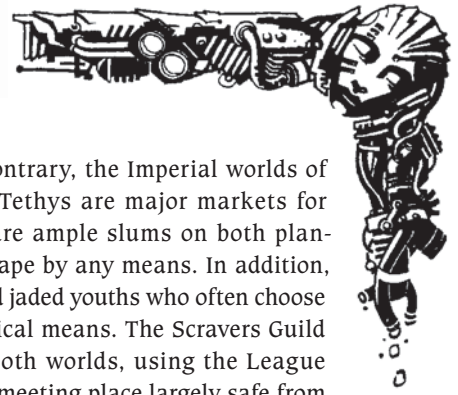 ontrary, the Imperial worlds of
Tethys are major markets for
are ample slums on both plan-
ape by any means. In addition,
d jaded youths who often choose
ical means. The Scravers Guild
oth worlds, using the League
meeting place largely safe from